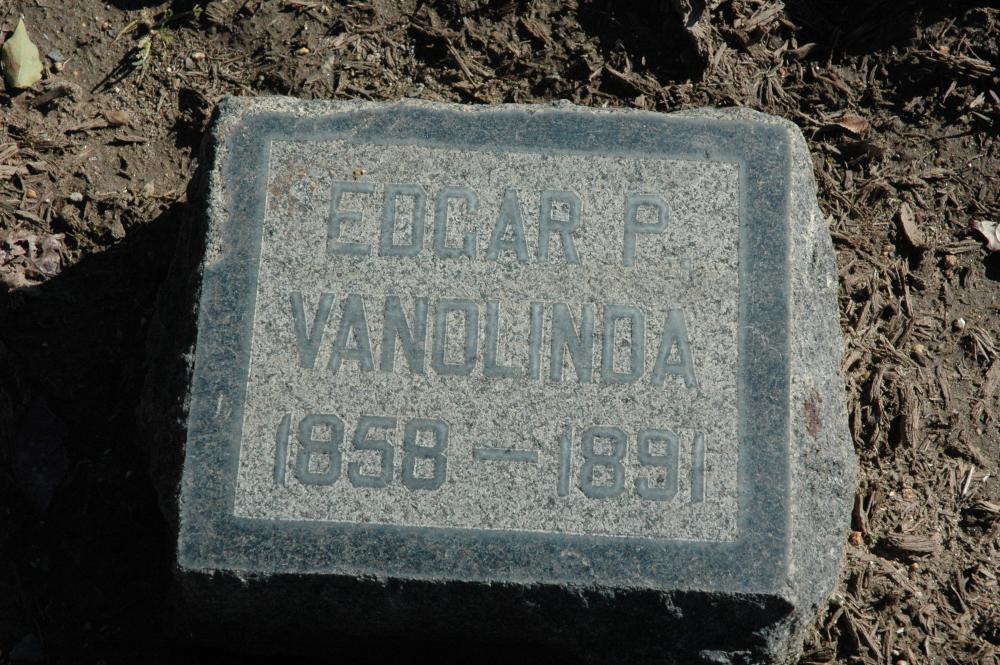 EDGAR P.
VANOLINDA
1858 — 1891